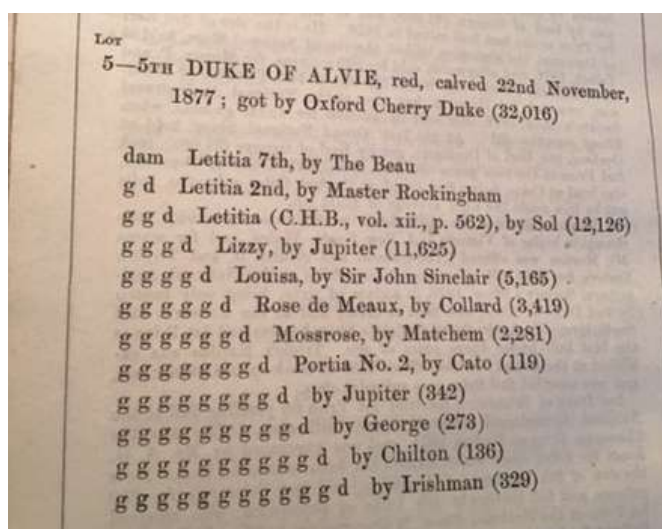 Lot
5—5TH DUKE OF ALVIE, red, calved 22nd November,
1877; got by Oxford Cherry Duke (32,016)
dam Letitia 7th, by The Beau
g d Letitia 2nd, by Master Rockingham
g g d Letitia (C.H.B., vol. xii., p. 562), by Sol (12,126)
g g g d Lizzy, by Jupiter (11,625)
g g g g d Louisa, by Sir John Sinclair (5,165)
g g g g g d Rose de Meaux, by Collard (3,419)
g g g g g g d Mossrose, by Matchem (2,281)
g g g g g g g d Portia No. 2, by Cato (119)
g g g g g g g g d by Jupiter (342)
g g g g g g g g g d by George (273)
g g g g g g g g g g d by Chilton (136)
g g g g g g g g g g g d by Irishman (329)